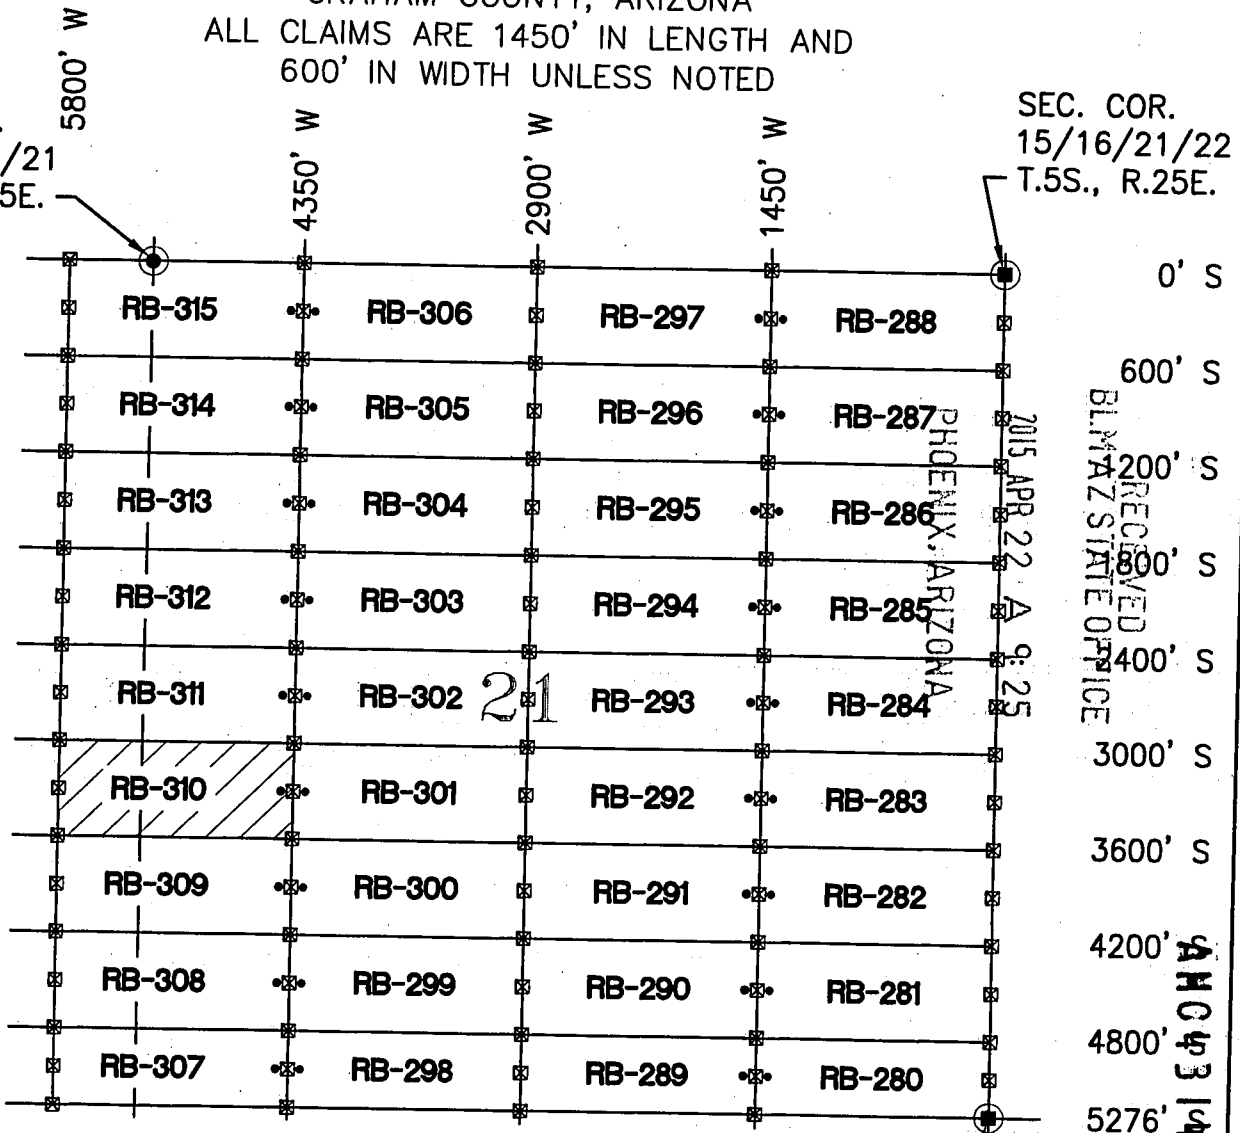 GRAHAM COUNTY, ARIZONA
ALL CLAIMS ARE 1450' IN LENGTH AND
600' IN WIDTH UNLESS NOTED
5800' W
4350' W
2900' W
1450' W
/21
5E.
SEC. COR.
15/16/21/22
T.5S., R.25E.
0' S
RB-315 RB-306 RB-297 RB-288
600' S
RB-314 RB-305 RB-296 RB-287
1200' S
RB-313 RB-304 RB-295 RB-286
1800' S
RB-312 RB-303 RB-294 RB-285
2400' S
RB-311 RB-302 RB-293 RB-284
21
3000' S
RB-310 RB-301 RB-292 RB-283
3600' S
RB-309 RB-300 RB-291 RB-282
4200' S
RB-308 RB-299 RB-290 RB-281
4800'
RB-307 RB-298 RB-289 RB-280
5276'
RECEIVED
BLM AZ STATE OFFICE
2015 APR 22 A 9:25
PHOENIX, ARIZONA